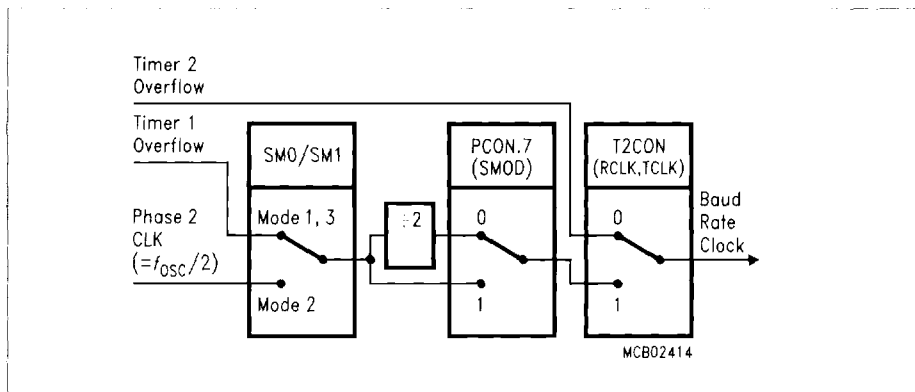 Timer 2
Overflow
Timer 1
Overflow
SM0/SM1
PCON.7
(SMOD)
T2CON
(RCLK,TCLK)
Phase 2
CLK
(=fOSC/2)
Mode 1, 3
Mode 2
÷2
0
1
0
1
Baud
Rate
Clock
MCB02414